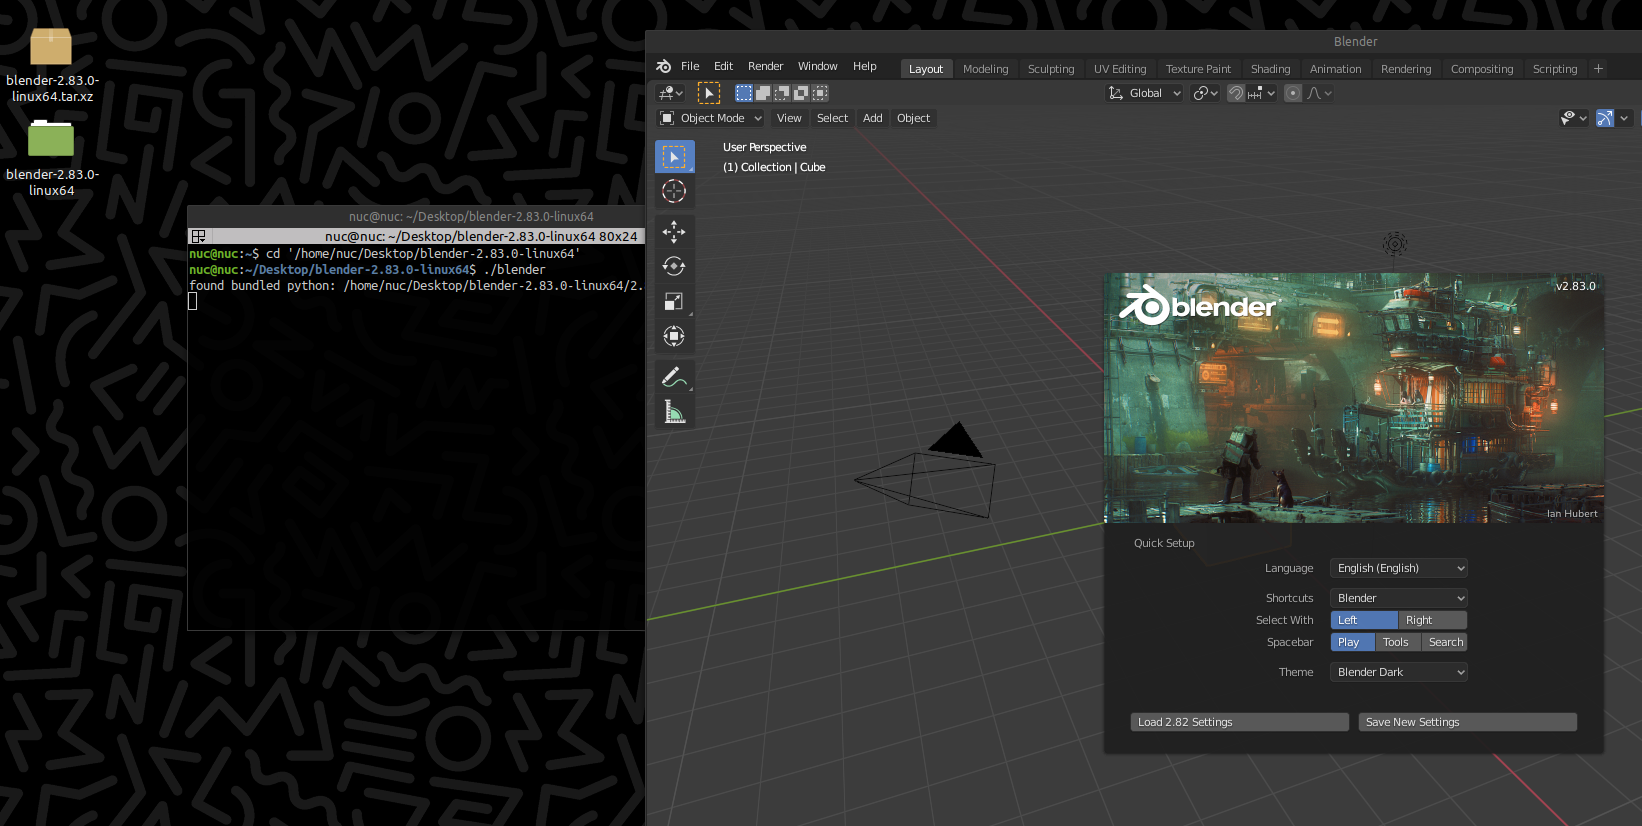 blender-2.83.0-
linux64.tar.xz
blender-2.83.0-
linux64
nuc@nuc: ~/Desktop/blender-2.83.0-linux64
nuc@nuc: ~/Desktop/blender-2.83.0-linux64 80x24
nuc@nuc:~$ cd '/home/nuc/Desktop/blender-2.83.0-linux64'
nuc@nuc:~/Desktop/blender-2.83.0-linux64$ ./blender
found bundled python: /home/nuc/Desktop/blender-2.83.0-linux64/2.
Blender
File Edit Render Window Help Layout Modeling Sculpting UV Editing Texture Paint Shading Animation Rendering Compositing Scripting +
Global
Object Mode View Select Add Object
User Perspective
(1) Collection | Cube
v2.83.0
blender
Ian Hubert
Quick Setup
Language English (English)
Shortcuts Blender
Select With Left Right
Spacebar Play Tools Search
Theme Blender Dark
Load 2.82 Settings Save New Settings